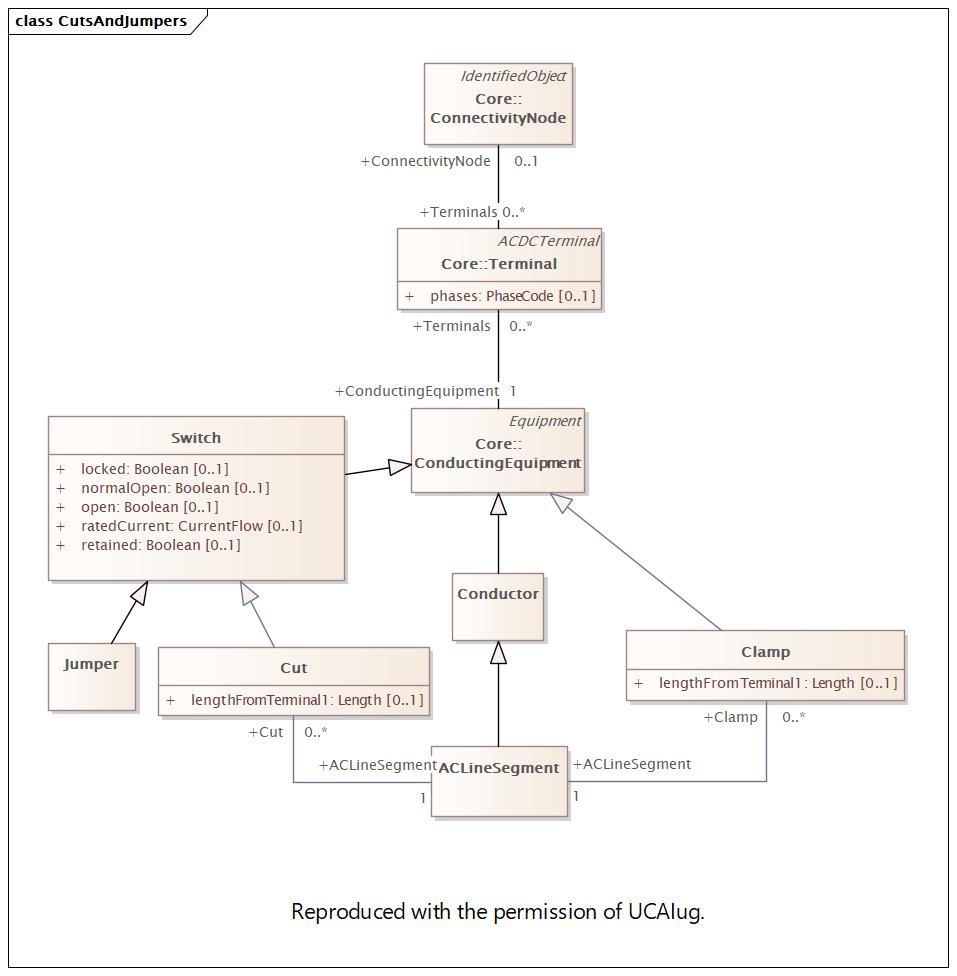 class CutsAndJumpers
IdentifiedObject
Core::
ConnectivityNode
+ConnectivityNode 0..1
+Terminals 0..*
ACDCTerminal
Core::Terminal
+ phases: PhaseCode [0..1]
+Terminals 0..*
+ConductingEquipment 1
Equipment
Core::
ConductingEquipment
Switch
+ locked: Boolean [0..1]
+ normalOpen: Boolean [0..1]
+ open: Boolean [0..1]
+ ratedCurrent: CurrentFlow [0..1]
+ retained: Boolean [0..1]
Conductor
Jumper
Cut
+ lengthFromTerminal1: Length [0..1]
Clamp
+ lengthFromTerminal1: Length [0..1]
+Cut 0..*
+Clamp 0..*
+ACLineSegment
ACLineSegment
+ACLineSegment
1
1
Reproduced with the permission of UCAIug.